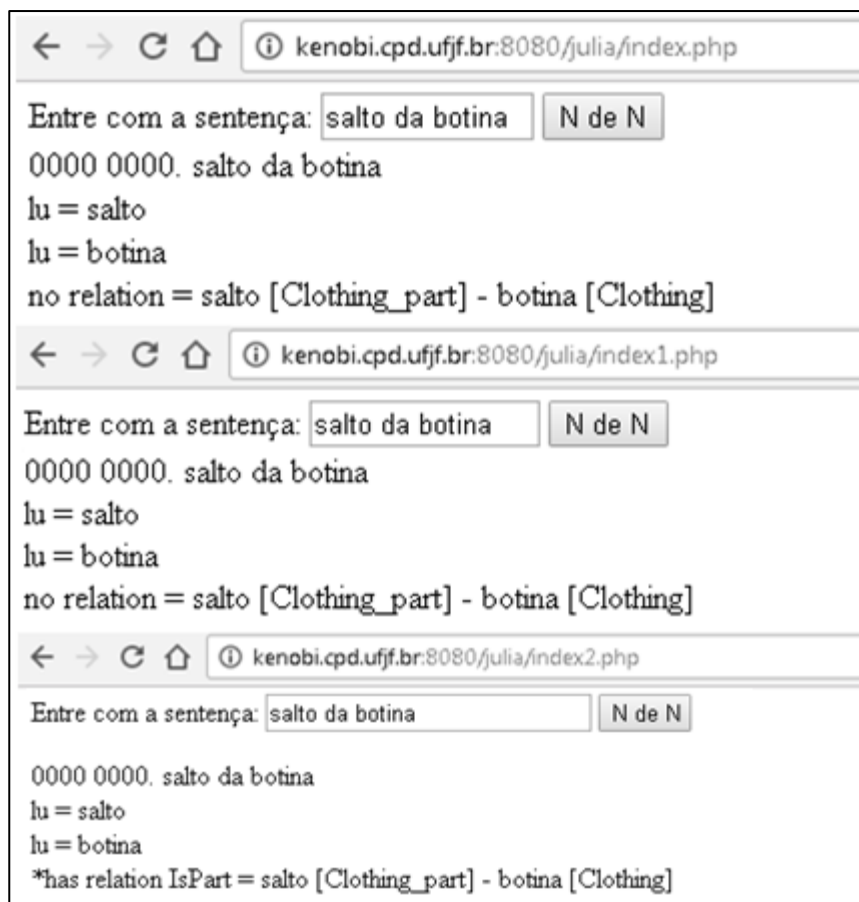 kenobi.cpd.ufjf.br:8080/julia/index.php
Entre com a sentença: salto da botina N de N
0000 0000. salto da botina
lu = salto
lu = botina
no relation = salto [Clothing_part] - botina [Clothing]
kenobi.cpd.ufjf.br:8080/julia/index1.php
Entre com a sentença: salto da botina N de N
0000 0000. salto da botina
lu = salto
lu = botina
no relation = salto [Clothing_part] - botina [Clothing]
kenobi.cpd.ufjf.br:8080/julia/index2.php
Entre com a sentença: salto da botina N de N
0000 0000. salto da botina
lu = salto
lu = botina
*has relation IsPart = salto [Clothing_part] - botina [Clothing]